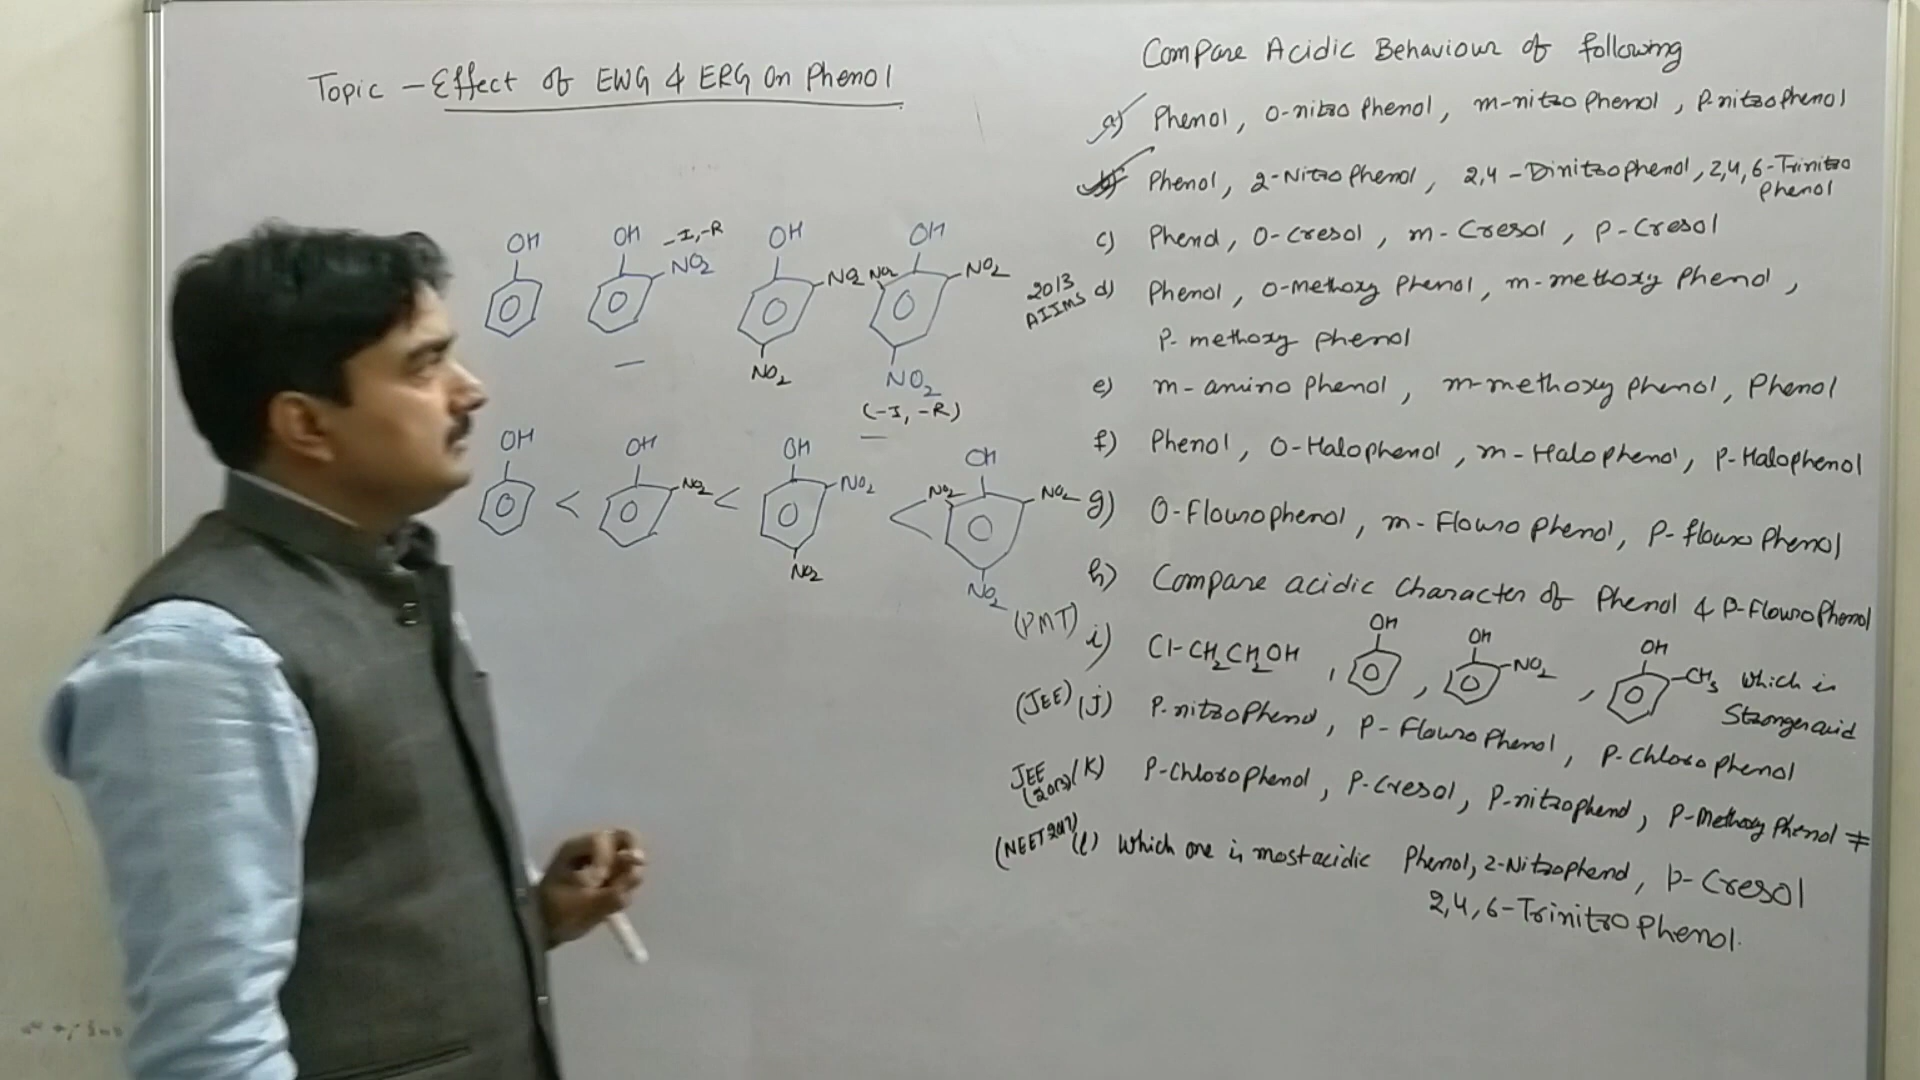 Topic - Effect of EWG & ERG On Phenol
OH OH -I,-R OH OH
NO2 NO2 NO2 NO2
NO2 NO2
(-I, -R)
OH OH OH OH
< NO2 < NO2 < NO2 NO2
NO2 NO2
Compare Acidic Behaviour of following
a) Phenol, O-nitro Phenol, m-nitro Phenol, P-nitrophenol
b) Phenol, 2-Nitro Phenol, 2,4-Dinitrophenol, 2,4,6-Trinitro
Phenol
c) Phenol, O-Cresol, m-Cresol, P-Cresol
2013 AIIMS d) Phenol, O-methoxy Phenol, m-methoxy Phenol,
P-methoxy phenol
e) m-amino phenol, m-methoxy phenol, Phenol
f) Phenol, O-Halophenol, m-Halophenol, P-Halophenol
g) O-Flourophenol, m-Flouro phenol, P-flouro Phenol
h) Compare acidic Character of Phenol & P-Flourophenol
(PMT) i) Cl-CH2CH2OH, OH, OH NO2, OH CH3 Which is
Stronger acid
(JEE) (j) P-nitro Phenol, P-Flouro Phenol, P-Chloro phenol
JEE (2013) (K) P-Chlorophenol, P-Cresol, P-nitrophenol, P-Methoxy Phenol ≠
(NEET 2017) (l) Which one is most acidic Phenol, 2-Nitrophenol, p-Cresol
2,4,6-Trinitro Phenol.